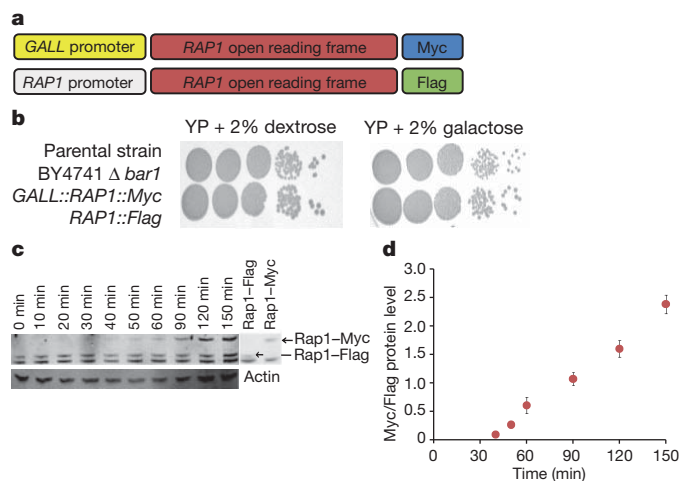 a
GALL promoter RAP1 open reading frame Myc
RAP1 promoter RAP1 open reading frame Flag
b
YP + 2% dextrose YP + 2% galactose
Parental strain
BY4741 Δ bar1
GALL::RAP1::Myc
RAP1::Flag
c
0 min
10 min
20 min
30 min
40 min
50 min
60 min
90 min
120 min
150 min
Rap1–Flag
Rap1–Myc
Rap1–Myc
Rap1–Flag
Actin
d
Myc/Flag protein level
3.0
2.5
2.0
1.5
1.0
0.5
0
0 30 60 90 120 150
Time (min)